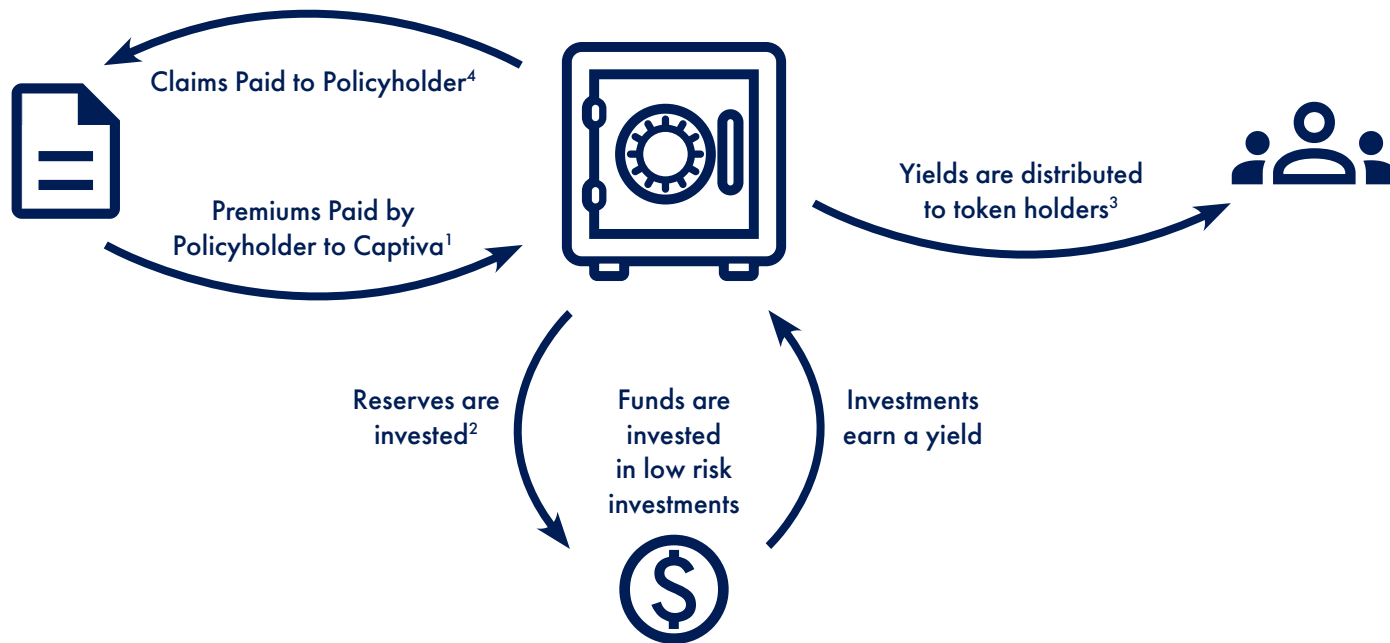 Claims Paid to Policyholder⁴
Premiums Paid by
Policyholder to Captiva¹
Yields are distributed
to token holders³
Reserves are
invested²
Funds are
invested
in low risk
investments
Investments
earn a yield
$